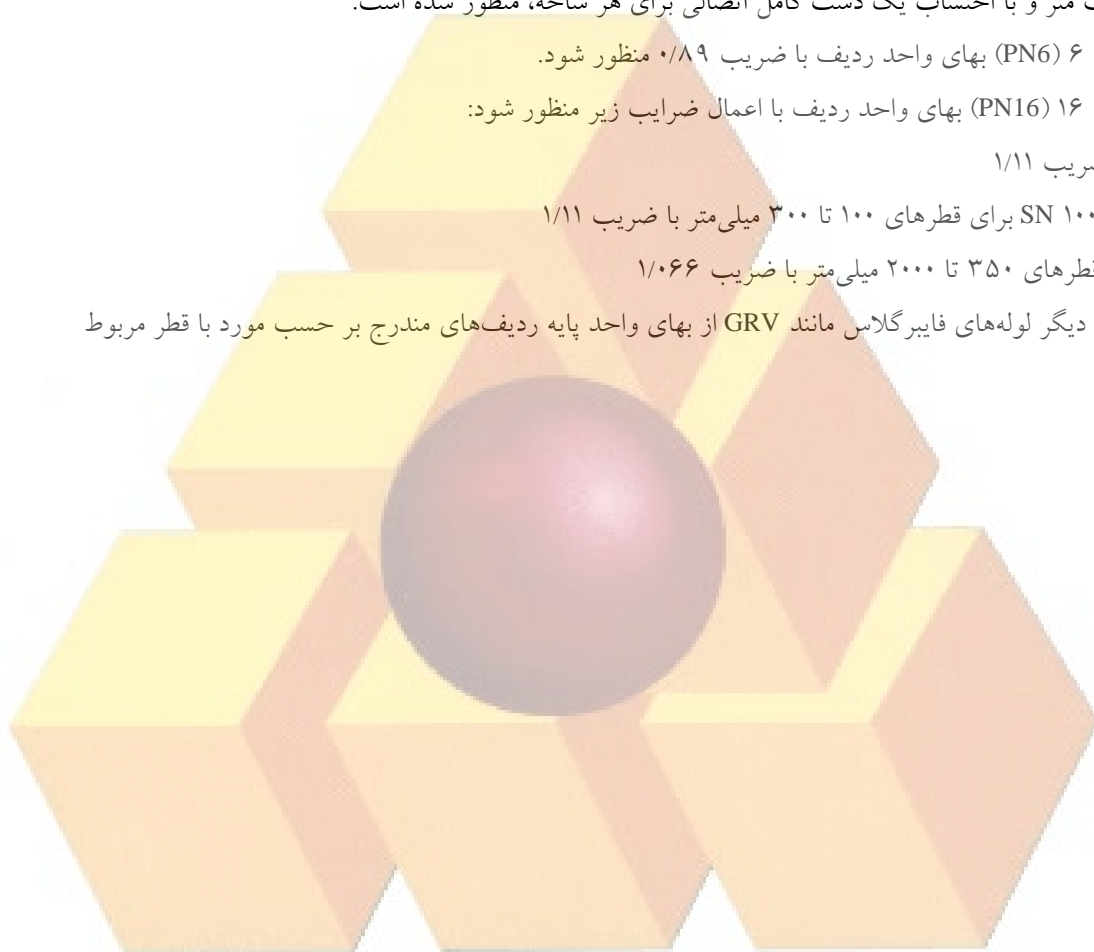 متر و با احتساب یک دست کامل اتصالی برای هر شاخه، منظور شده است.
۶ (PN6) بهای واحد ردیف با ضریب ۰/۸۹ منظور شود.
۱۶ (PN16) بهای واحد ردیف با اعمال ضرایب زیر منظور شود:
ضریب ۱/۱۱
SN ۱۰۰ برای قطرهای ۱۰۰ تا ۳۰۰ میلی‌متر با ضریب ۱/۱۱
قطرهای ۳۵۰ تا ۲۰۰۰ میلی‌متر با ضریب ۱/۰۶۶
دیگر لوله‌های فایبرگلاس مانند GRV از بهای واحد پایه ردیف‌های مندرج بر حسب مورد با قطر مربوط